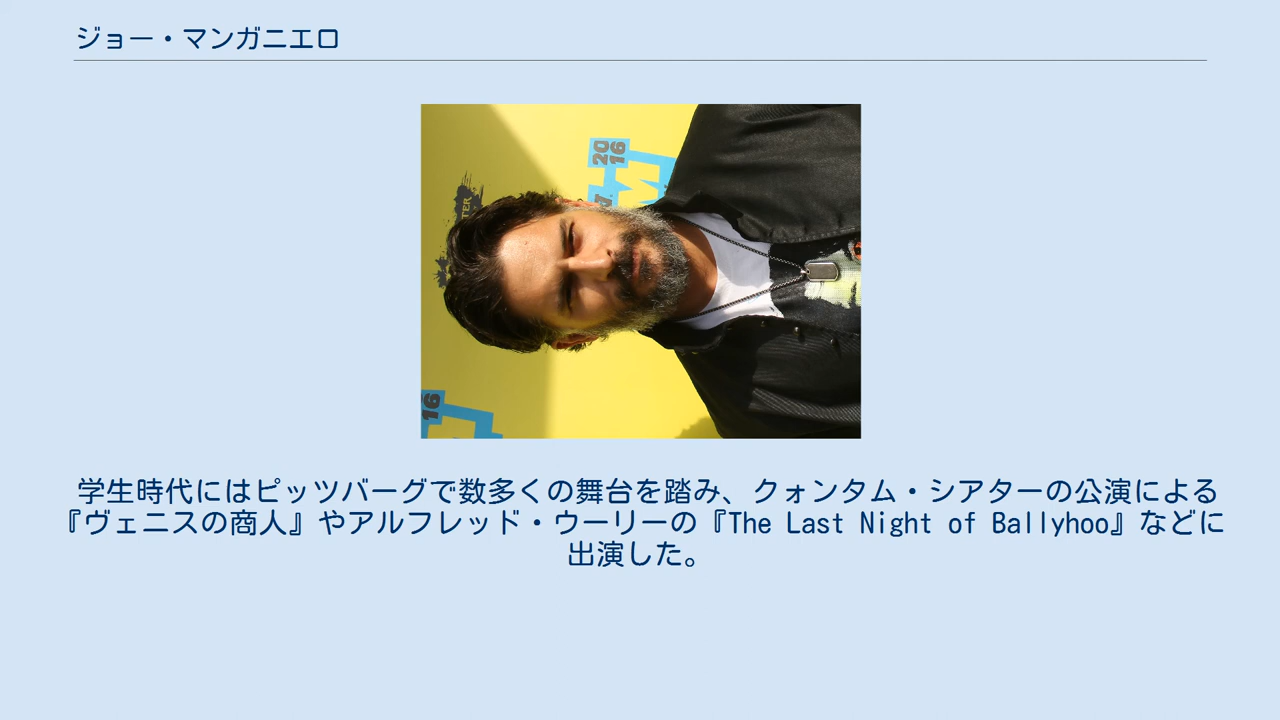 ジョー・マンガニエロ
2016
TER
16
学生時代にはピッツバーグで数多くの舞台を踏み、クォンタム・シアターの公演による
『ヴェニスの商人』やアルフレッド・ウーリーの『The Last Night of Ballyhoo』などに
出演した。